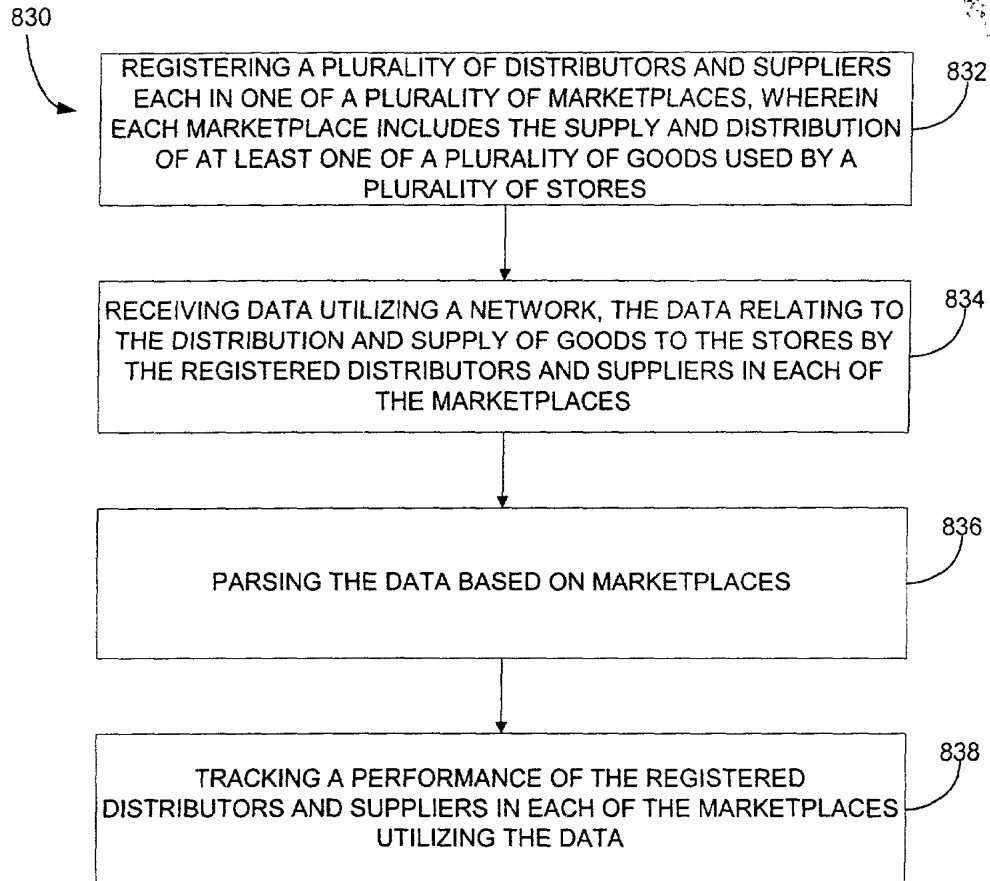 830
REGISTERING A PLURALITY OF DISTRIBUTORS AND SUPPLIERS
EACH IN ONE OF A PLURALITY OF MARKETPLACES, WHEREIN
EACH MARKETPLACE INCLUDES THE SUPPLY AND DISTRIBUTION
OF AT LEAST ONE OF A PLURALITY OF GOODS USED BY A
PLURALITY OF STORES
832
RECEIVING DATA UTILIZING A NETWORK, THE DATA RELATING TO
THE DISTRIBUTION AND SUPPLY OF GOODS TO THE STORES BY
THE REGISTERED DISTRIBUTORS AND SUPPLIERS IN EACH OF
THE MARKETPLACES
834
PARSING THE DATA BASED ON MARKETPLACES
836
TRACKING A PERFORMANCE OF THE REGISTERED
DISTRIBUTORS AND SUPPLIERS IN EACH OF THE MARKETPLACES
UTILIZING THE DATA
838